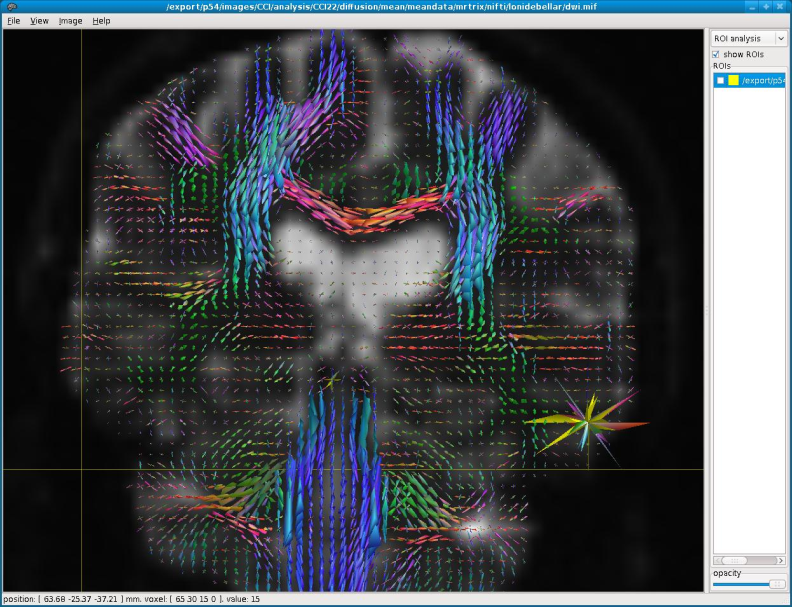 /export/p54/images/CCI/analysis/CCI22/diffusion/mean/meandata/mrtrix/nifti/lonidebellar/dwi.mif
File View Image Help
ROI analysis
show ROIs
ROIs
/export/p54
opacity
position: [ 63.68 -25.37 -37.21 ] mm, voxel: [ 65 30 15 0 ], value: 15